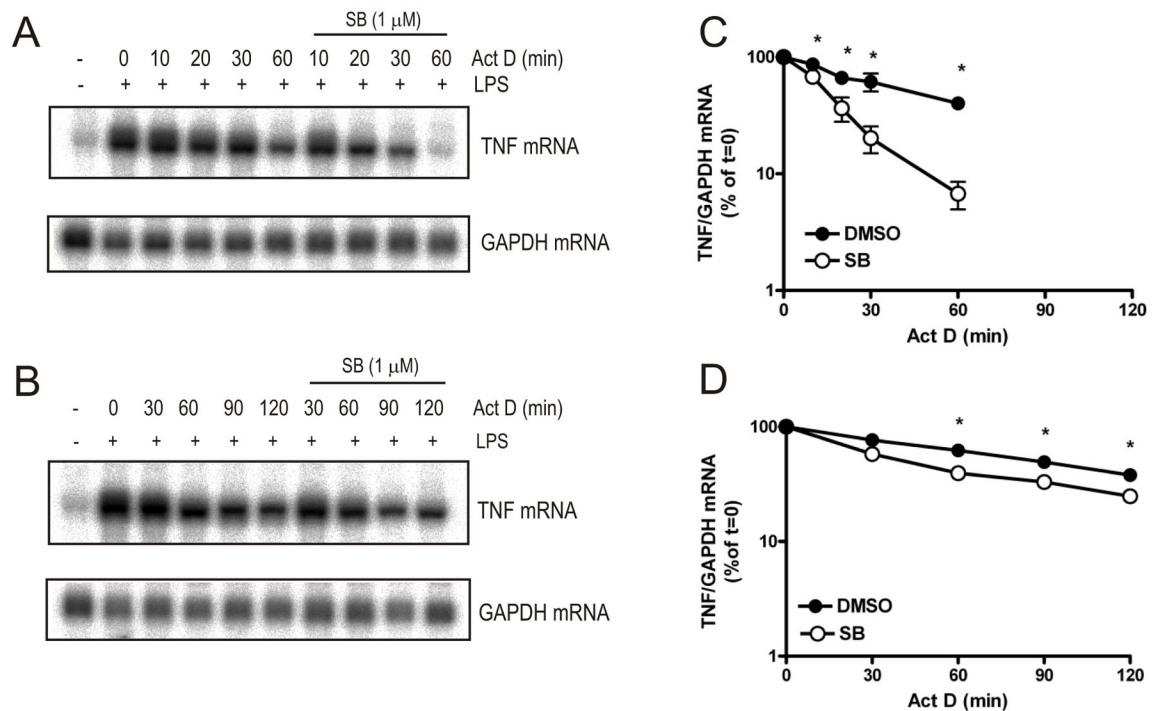 A
SB (1 µM)
- 0 10 20 30 60 10 20 30 60 Act D (min)
- + + + + + + + + + LPS
TNF mRNA
GAPDH mRNA
B
SB (1 µM)
- 0 30 60 90 120 30 60 90 120 Act D (min)
- + + + + + + + + + LPS
TNF mRNA
GAPDH mRNA
C
TNF/GAPDH mRNA
(% of t=0)
* * * *
100
10
1
DMSO
SB
0 30 60 90 120
Act D (min)
D
TNF/GAPDH mRNA
(%of t=0)
* * *
100
10
1
DMSO
SB
0 30 60 90 120
Act D (min)